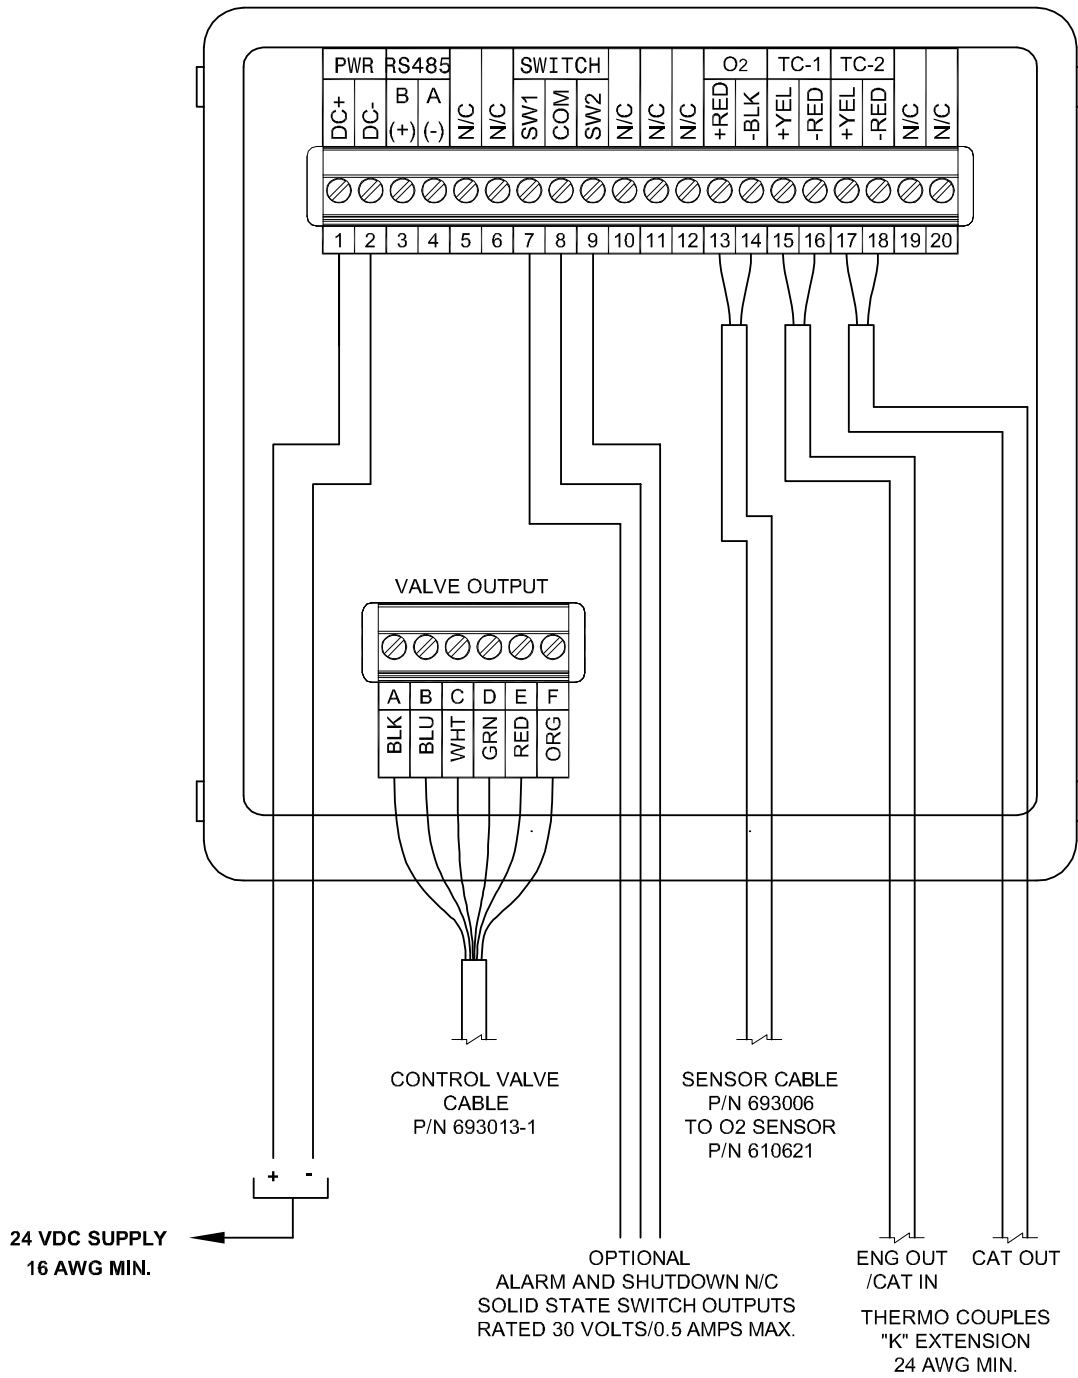 PWR RS485 SWITCH O2 TC-1 TC-2
DC+ DC- B (+) A (-) N/C N/C SW1 COM SW2 N/C N/C N/C +RED -BLK +YEL -RED +YEL -RED N/C N/C
1 2 3 4 5 6 7 8 9 10 11 12 13 14 15 16 17 18 19 20
VALVE OUTPUT
A B C D E F
BLK BLU WHT GRN RED ORG
CONTROL VALVE
CABLE
P/N 693013-1
SENSOR CABLE
P/N 693006
TO O2 SENSOR
P/N 610621
+ -
24 VDC SUPPLY
16 AWG MIN.
OPTIONAL
ALARM AND SHUTDOWN N/C
SOLID STATE SWITCH OUTPUTS
RATED 30 VOLTS/0.5 AMPS MAX.
ENG OUT
/CAT IN
CAT OUT
THERMO COUPLES
"K" EXTENSION
24 AWG MIN.